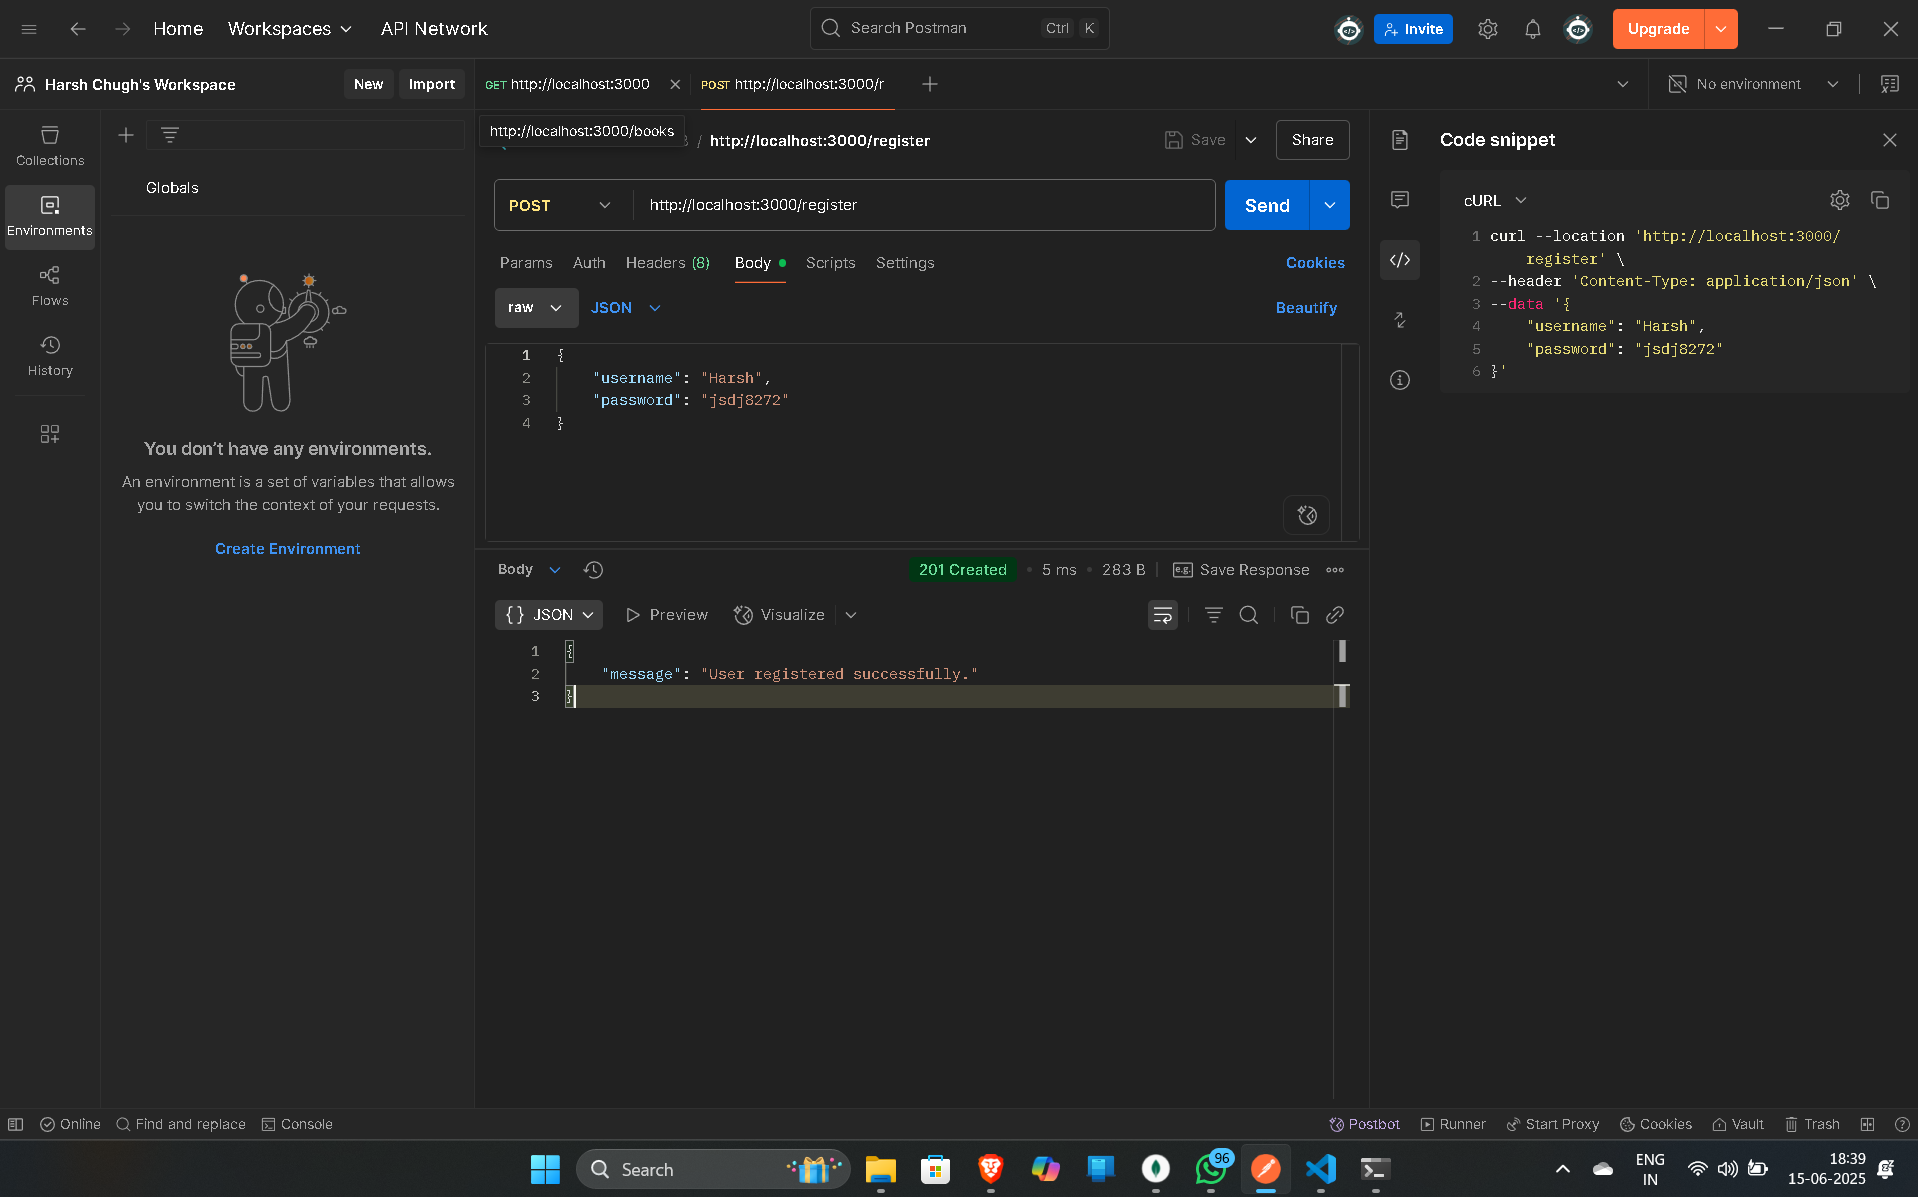 Home Workspaces API Network Search Postman Ctrl K Invite Upgrade
Harsh Chugh's Workspace New Import GET http://localhost:3000 POST http://localhost:3000/r No environment
Collections
Environments
Flows
History
Globals
You don't have any environments.
An environment is a set of variables that allows
you to switch the context of your requests.
Create Environment
http://localhost:3000/books / http://localhost:3000/register Save Share
POST http://localhost:3000/register Send
Params Auth Headers (8) Body Scripts Settings Cookies
raw JSON Beautify
1 {
2 "username": "Harsh",
3 "password": "jsdj8272"
4 }
Body 201 Created 5 ms 283 B e.g. Save Response
{} JSON Preview Visualize
1 {
2 "message": "User registered successfully."
3 }
Code snippet
cURL
1 curl --location 'http://localhost:3000/
register' \
2 --header 'Content-Type: application/json' \
3 --data '{
4 "username": "Harsh",
5 "password": "jsdj8272"
6 }'
Online Find and replace Console Postbot Runner Start Proxy Cookies Vault Trash
Search 96 ENG
IN
18:39
15-06-2025